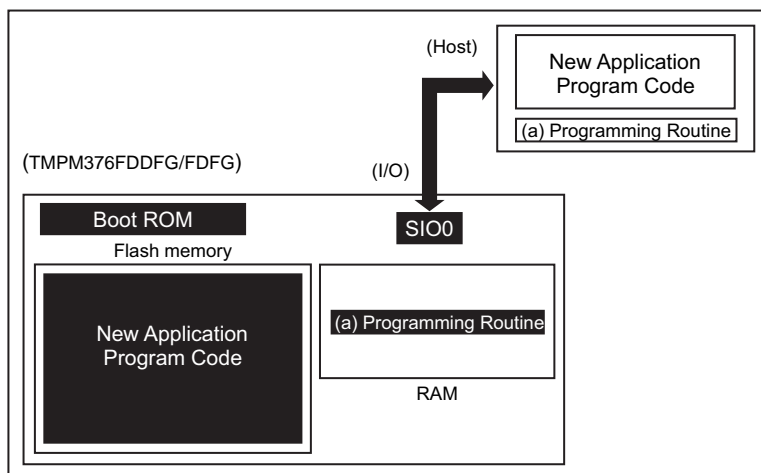 (Host)
New Application
Program Code
(a) Programming Routine
(TMPM376FDDFG/FDFG)
(I/O)
Boot ROM
SIO0
Flash memory
New Application
Program Code
(a) Programming Routine
RAM